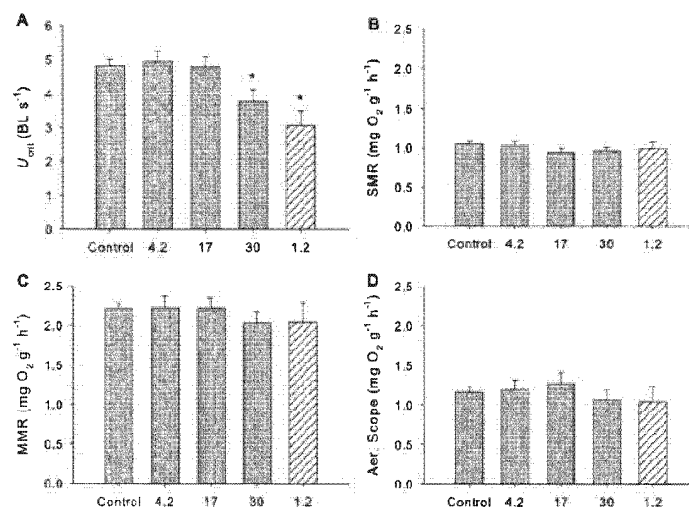 A
U crit (BL s⁻¹)
6
5
4
3
2
1
0
*
*
Control 4.2 17 30 1.2
B
SMR (mg O₂ g⁻¹ h⁻¹)
2.5
2.0
1.5
1.0
0.5
0.0
Control 4.2 17 30 1.2
C
MMR (mg O₂ g⁻¹ h⁻¹)
2.5
2.0
1.5
1.0
0.5
0.0
Control 4.2 17 30 1.2
D
Aer. Scope (mg O₂ g⁻¹ h⁻¹)
2.5
2.0
1.5
1.0
0.5
0.0
Control 4.2 17 30 1.2